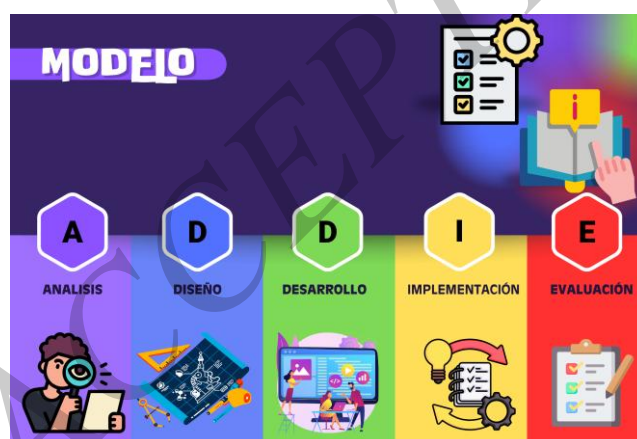 MODELO
A D D I E
ANALISIS DISEÑO DESARROLLO IMPLEMENTACIÓN EVALUACIÓN